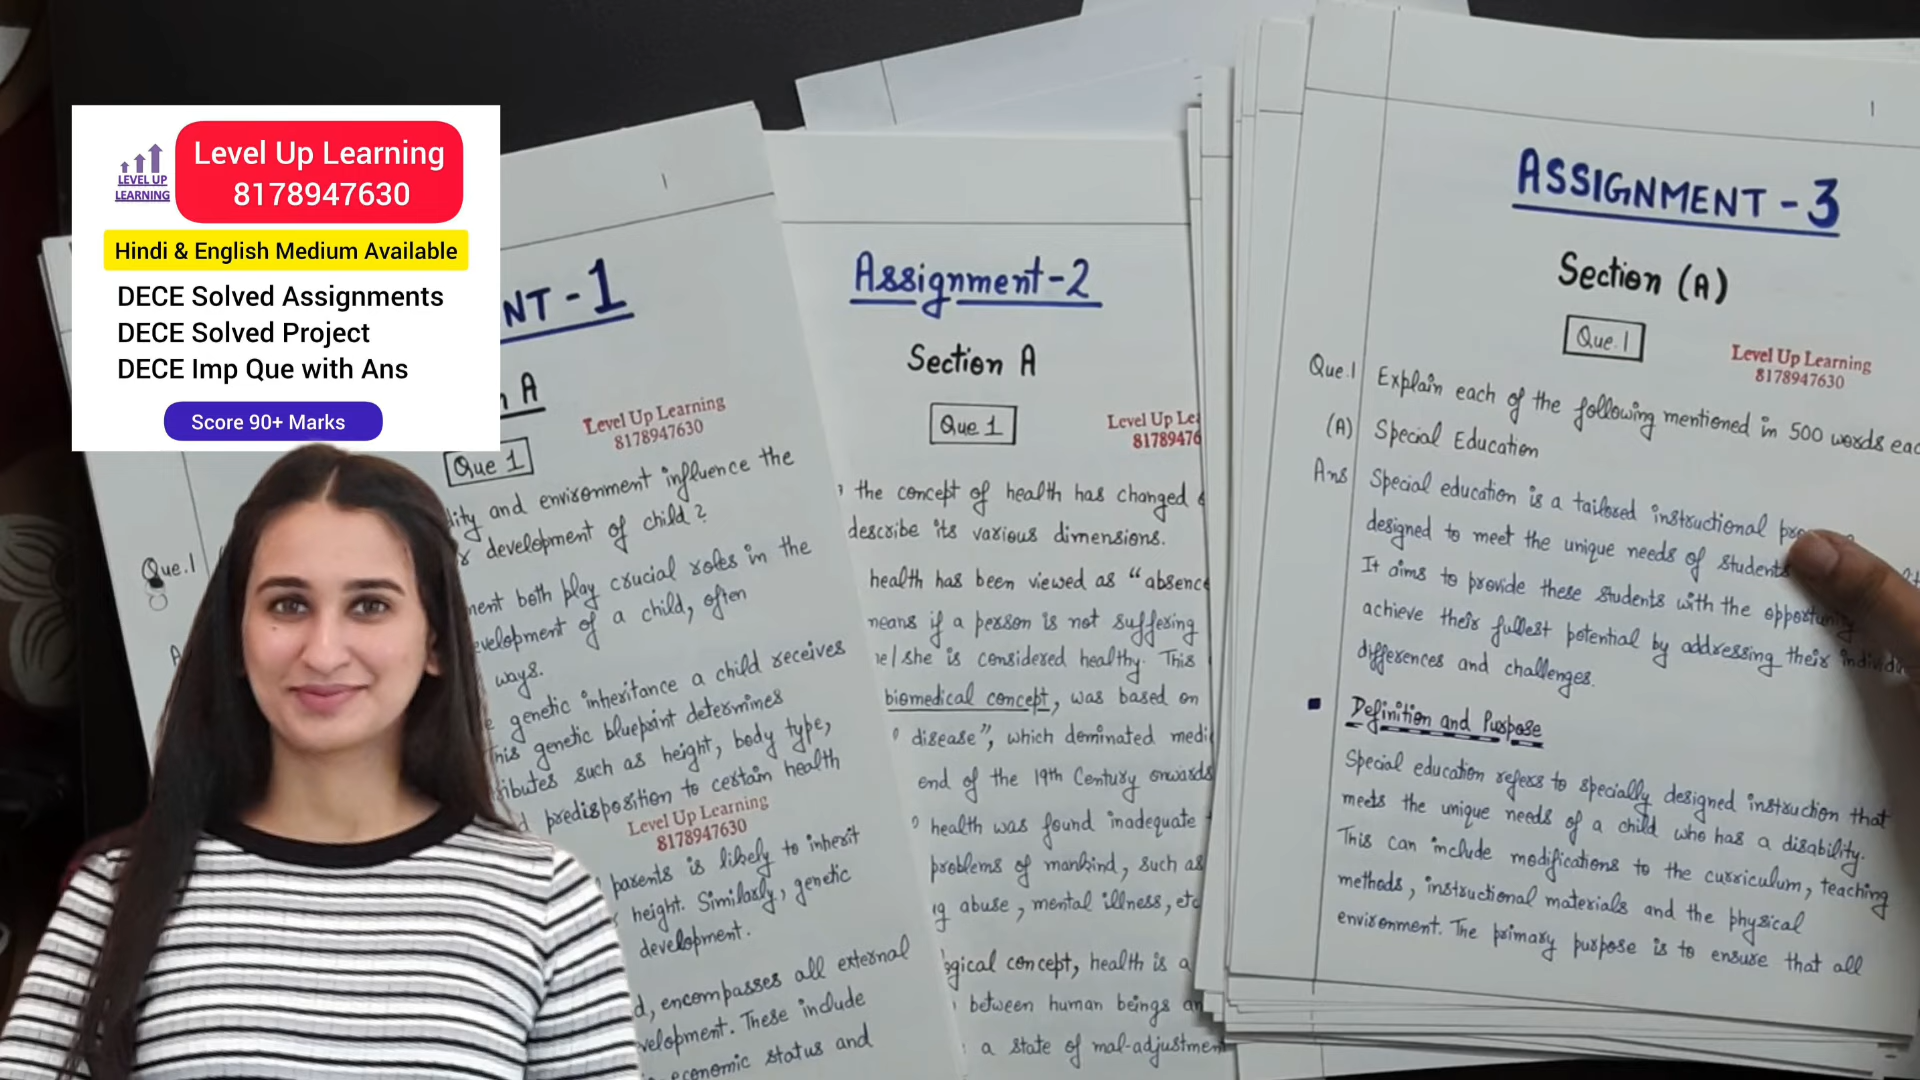 LEVEL UP
LEARNING
Level Up Learning
8178947630
Hindi & English Medium Available
DECE Solved Assignments
DECE Solved Project
DECE Imp Que with Ans
Score 90+ Marks
Que.1
1
NT-1
A
Level Up Learning
8178947630
Que 1
and environment influence the
development of child?
both play crucial roles in the
of a child, often
ways.
genetic inheritance a child receives
This genetic blueprint determines
such as height, body type,
predisposition to certain health
Level Up Learning
8178947630
parents is likely to inherit
height. Similarly, genetic
development.
encompasses all external
These include
status and
Assignment-2
Section A
Que 1
Level Up
8178947630
the concept of health has changed
describe its various dimensions.
health has been viewed as "absence
means if a person is not suffering
he/she is considered healthy. This
biomedical concept, was based on
disease", which dominated
end of the 19th Century onwards
health was found inadequate
problems of mankind, such as
abuse, mental illness, etc
concept, health is a
between human beings
a state of mal-adjustment
1
ASSIGNMENT-3
Section (A)
Que.1
Level Up Learning
8178947630
Que.1 Explain each of the following mentioned in 500 words
(A) Special Education
Ans Special education is a tailored instructional
designed to meet the unique needs of students
It aims to provide these students with the opportunity
achieve their fullest potential by addressing their
differences and challenges.
Definition and Purpose
Special education refers to specially designed instruction that
meets the unique needs of a child who has a disability.
This can include modifications to the curriculum, teaching
methods, instructional materials and the physical
environment. The primary purpose is to ensure that all